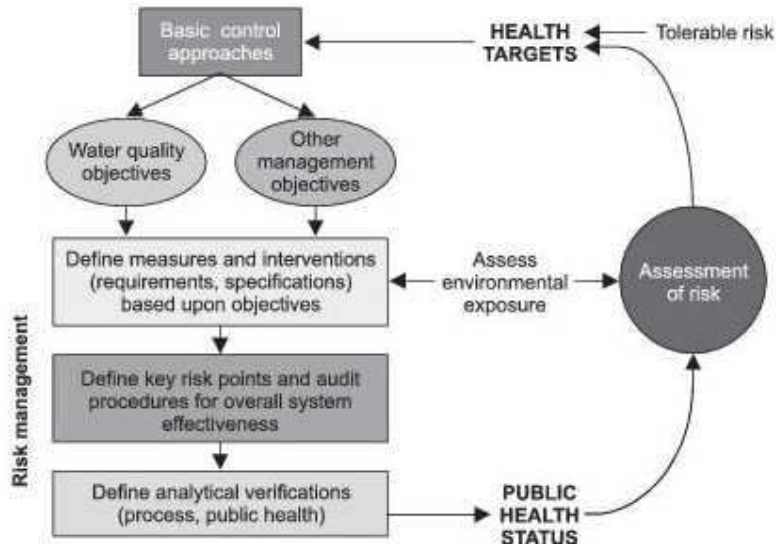 Basic control
approaches
HEALTH
TARGETS
Tolerable risk
Water quality
objectives
Other
management
objectives
Define measures and interventions
(requirements, specifications)
based upon objectives
Assess
environmental
exposure
Assessment
of risk
Risk management
Define key risk points and audit
procedures for overall system
effectiveness
Define analytical verifications
(process, public health)
PUBLIC
HEALTH
STATUS